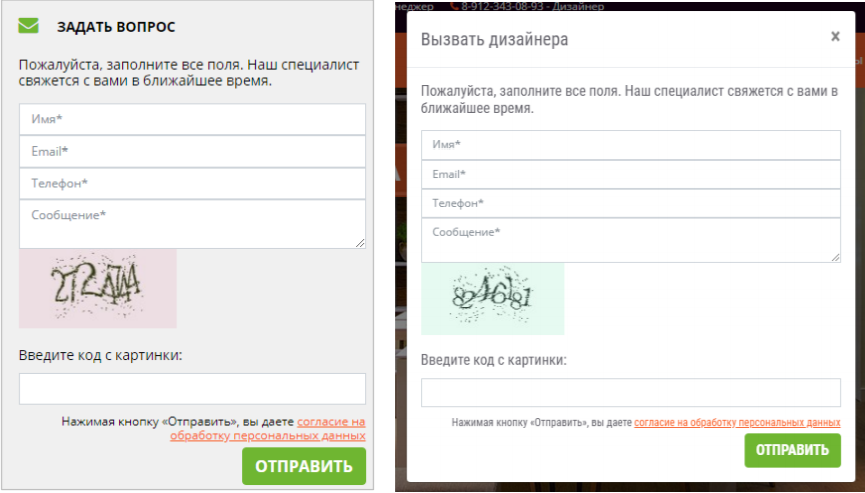 ЗАДАТЬ ВОПРОС
Пожалуйста, заполните все поля. Наш специалист
свяжется с вами в ближайшее время.
Имя*
Email*
Телефон*
Сообщение*
Введите код с картинки:
Нажимая кнопку «Отправить», вы даете согласие на
обработку персональных данных
ОТПРАВИТЬ
неджер 8-912-343-08-93 - Дизайнер
Вызвать дизайнера
×
Пожалуйста, заполните все поля. Наш специалист свяжется с вами в
ближайшее время.
Имя*
Email*
Телефон*
Сообщение*
Введите код с картинки:
Нажимая кнопку «Отправить», вы даете согласие на обработку персональных данных
ОТПРАВИТЬ